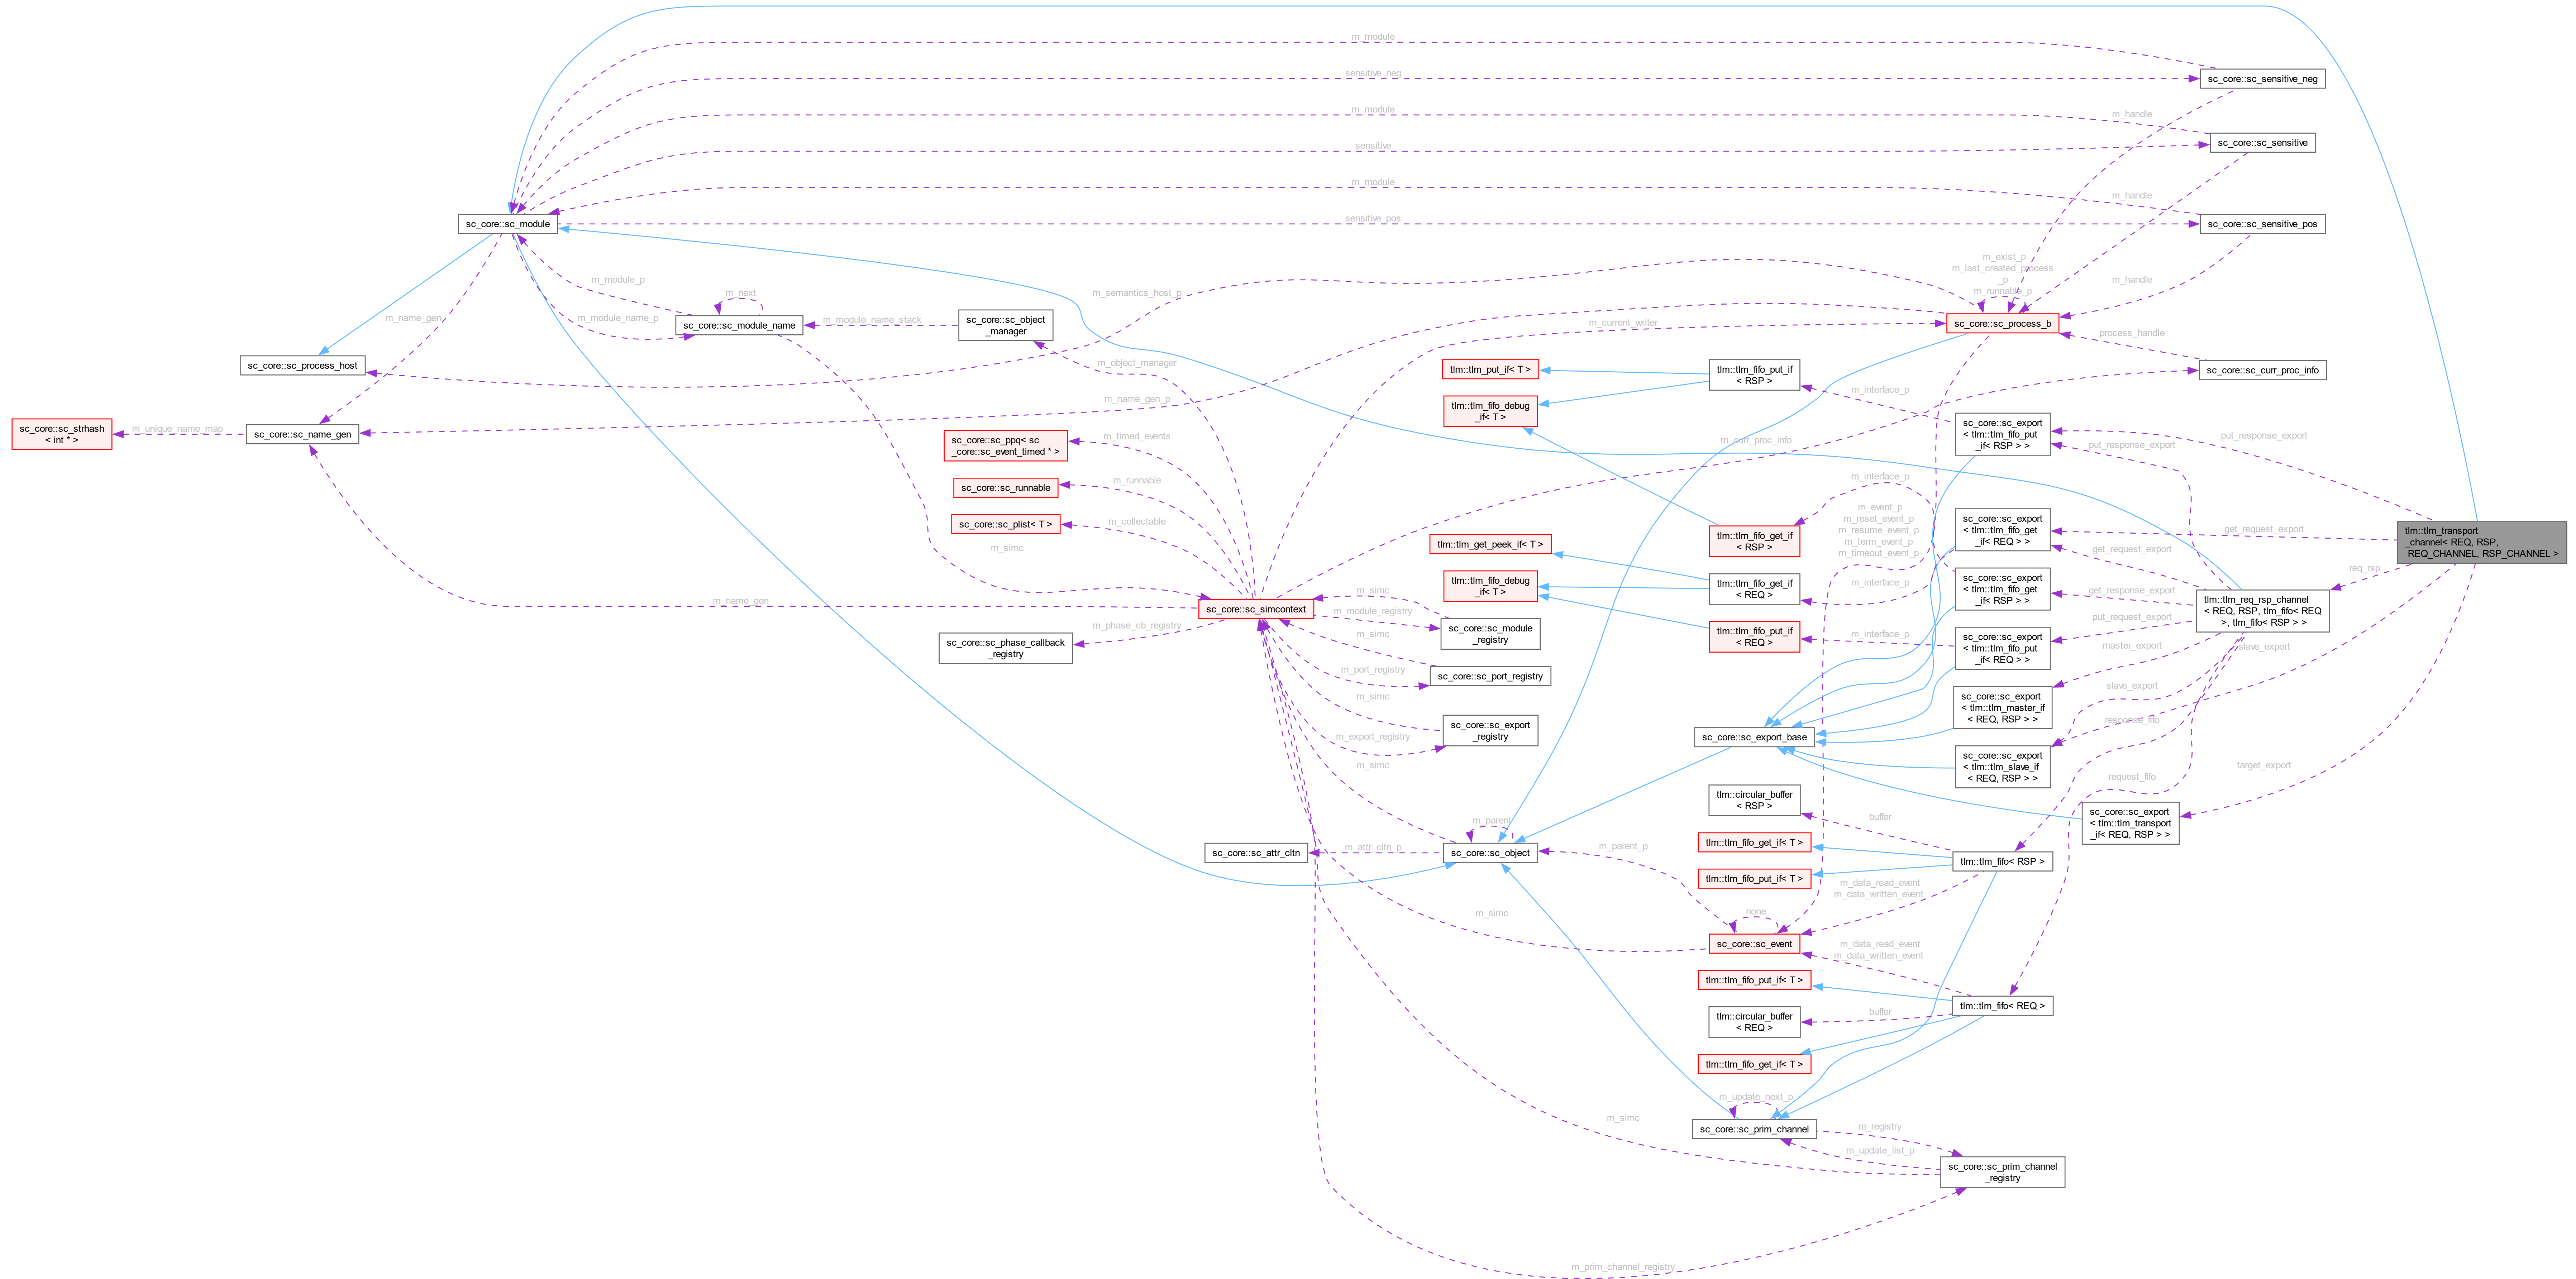 m_module
sensitive_neg
sc_core::sc_sensitive_neg
m_module
m_handle
sensitive
sc_core::sc_sensitive
m_module
m_handle
sc_core::sc_module
sensitive_pos
sc_core::sc_sensitive_pos
m_module_p
m_exist_p
m_last_created_process
_p
m_runnable_p
m_handle
m_next
m_semantics_host_p
m_name_gen
m_module_name_p
sc_core::sc_module_name
m_module_name_stack
sc_core::sc_object
_manager
m_current_writer
sc_core::sc_process_b
process_handle
sc_core::sc_process_host
m_object_manager
tlm::tlm_put_if< T >
tlm::tlm_fifo_put_if
< RSP >
sc_core::sc_curr_proc_info
m_interface_p
m_name_gen_p
tlm::tlm_fifo_debug
_if< T >
sc_core::sc_strhash
< int * >
m_unique_name_map
sc_core::sc_name_gen
sc_core::sc_ppq< sc
_core::sc_event_timed * >
m_timed_events
m_curr_proc_info
sc_core::sc_export
< tlm::tlm_fifo_put
_if< RSP > >
put_response_export
put_response_export
sc_core::sc_runnable
m_runnable
m_interface_p
sc_core::sc_plist< T >
m_collectable
m_event_p
m_reset_event_p
m_resume_event_p
m_term_event_p
m_timeout_event_p
sc_core::sc_export
< tlm::tlm_fifo_get
_if< REQ > >
get_request_export
get_request_export
tlm::tlm_transport
_channel< REQ, RSP,
REQ_CHANNEL, RSP_CHANNEL >
m_simc
tlm::tlm_fifo_get_if
< RSP >
tlm::tlm_get_peek_if< T >
tlm::tlm_fifo_debug
_if< T >
tlm::tlm_fifo_get_if
< REQ >
m_interface_p
sc_core::sc_export
< tlm::tlm_fifo_get
_if< RSP > >
get_response_export
req_rsp
m_name_gen
sc_core::sc_simcontext
m_simc
m_module_registry
sc_core::sc_module
_registry
tlm::tlm_fifo_put_if
< REQ >
m_interface_p
sc_core::sc_export
< tlm::tlm_fifo_put
_if< REQ > >
put_request_export
tlm::tlm_req_rsp_channel
< REQ, RSP, tlm_fifo< REQ
>, tlm_fifo< RSP > >
m_phase_cb_registry
sc_core::sc_phase_callback
_registry
m_simc
m_port_registry
sc_core::sc_port_registry
master_export
slave_export
m_simc
m_export_registry
sc_core::sc_export
_registry
sc_core::sc_export
< tlm::tlm_master_if
< REQ, RSP > >
slave_export
response_fifo
sc_core::sc_export_base
sc_core::sc_export
< tlm::tlm_slave_if
< REQ, RSP > >
m_simc
request_fifo
target_export
tlm::circular_buffer
< RSP >
buffer
sc_core::sc_export
< tlm::tlm_transport
_if< REQ, RSP > >
m_parent
sc_core::sc_attr_cltn
m_attr_cltn_p
sc_core::sc_object
m_parent_p
tlm::tlm_fifo_get_if< T >
tlm::tlm_fifo< RSP >
tlm::tlm_fifo_put_if< T >
m_data_read_event
m_data_written_event
m_simc
none
sc_core::sc_event
m_data_read_event
m_data_written_event
tlm::tlm_fifo_put_if< T >
tlm::tlm_fifo< REQ >
tlm::circular_buffer
< REQ >
buffer
tlm::tlm_fifo_get_if< T >
m_update_next_p
m_simc
sc_core::sc_prim_channel
m_registry
m_update_list_p
sc_core::sc_prim_channel
_registry
m_prim_channel_registry